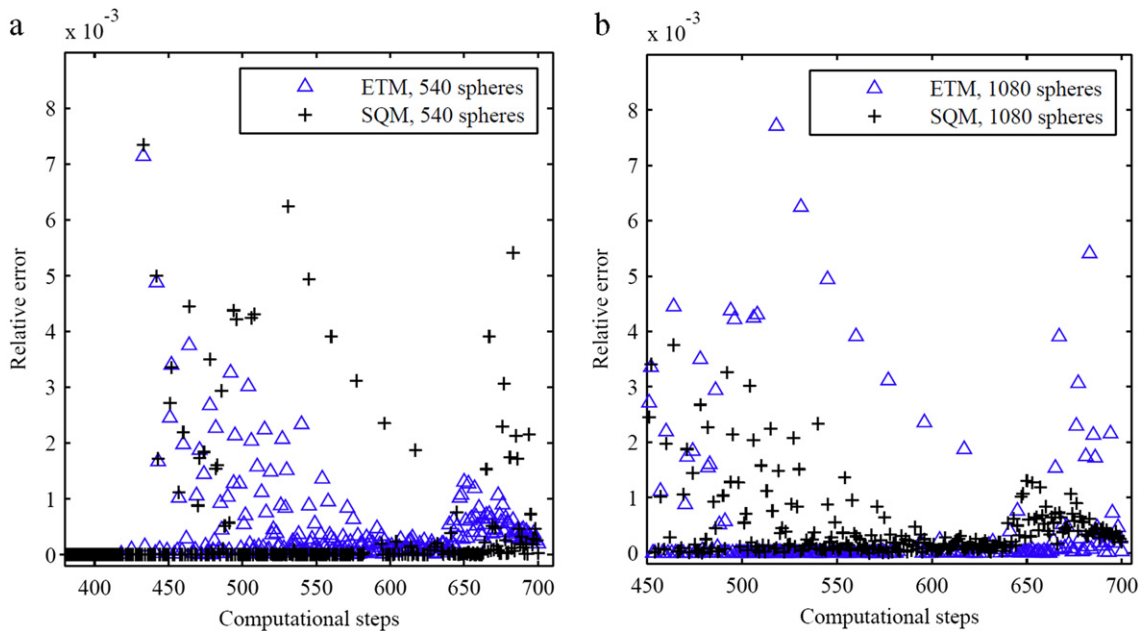 a
x 10⁻³
ETM, 540 spheres
SQM, 540 spheres
8
7
6
5
4
3
2
1
0
Relative error
400 450 500 550 600 650 700
Computational steps
b
x 10⁻³
ETM, 1080 spheres
SQM, 1080 spheres
8
7
6
5
4
3
2
1
0
Relative error
450 500 550 600 650 700
Computational steps